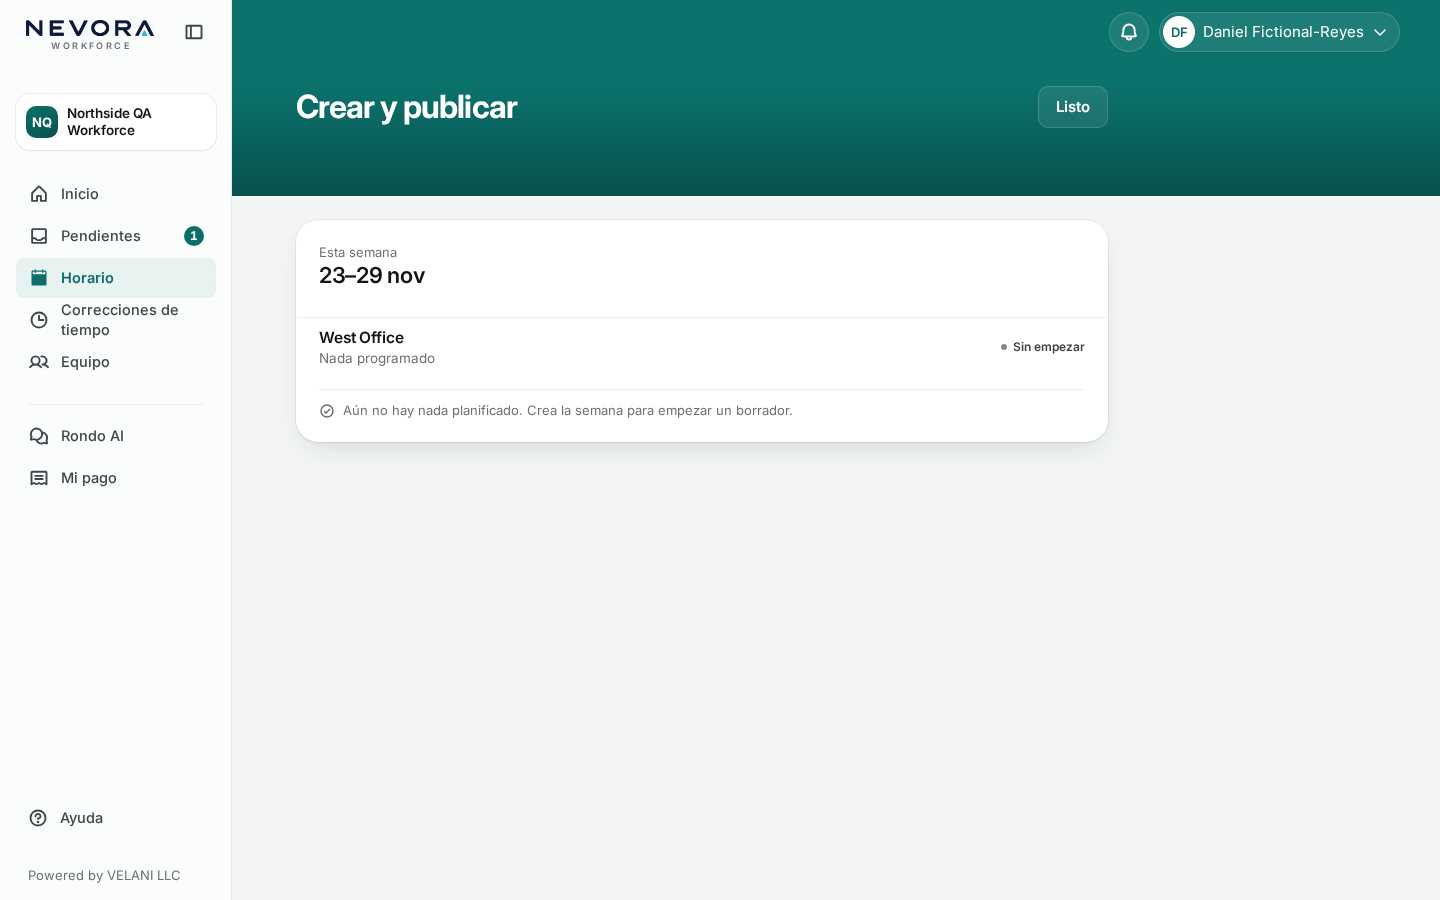 NEVORA
WORKFORCE
DF
Daniel Fictional-Reyes
NQ
Northside QA
Workforce
Crear y publicar
Listo
Inicio
Pendientes
1
Horario
Correcciones de
tiempo
Equipo
Rondo AI
Mi pago
Esta semana
23–29 nov
West Office
Nada programado
Sin empezar
Aún no hay nada planificado. Crea la semana para empezar un borrador.
Ayuda
Powered by VELANI LLC